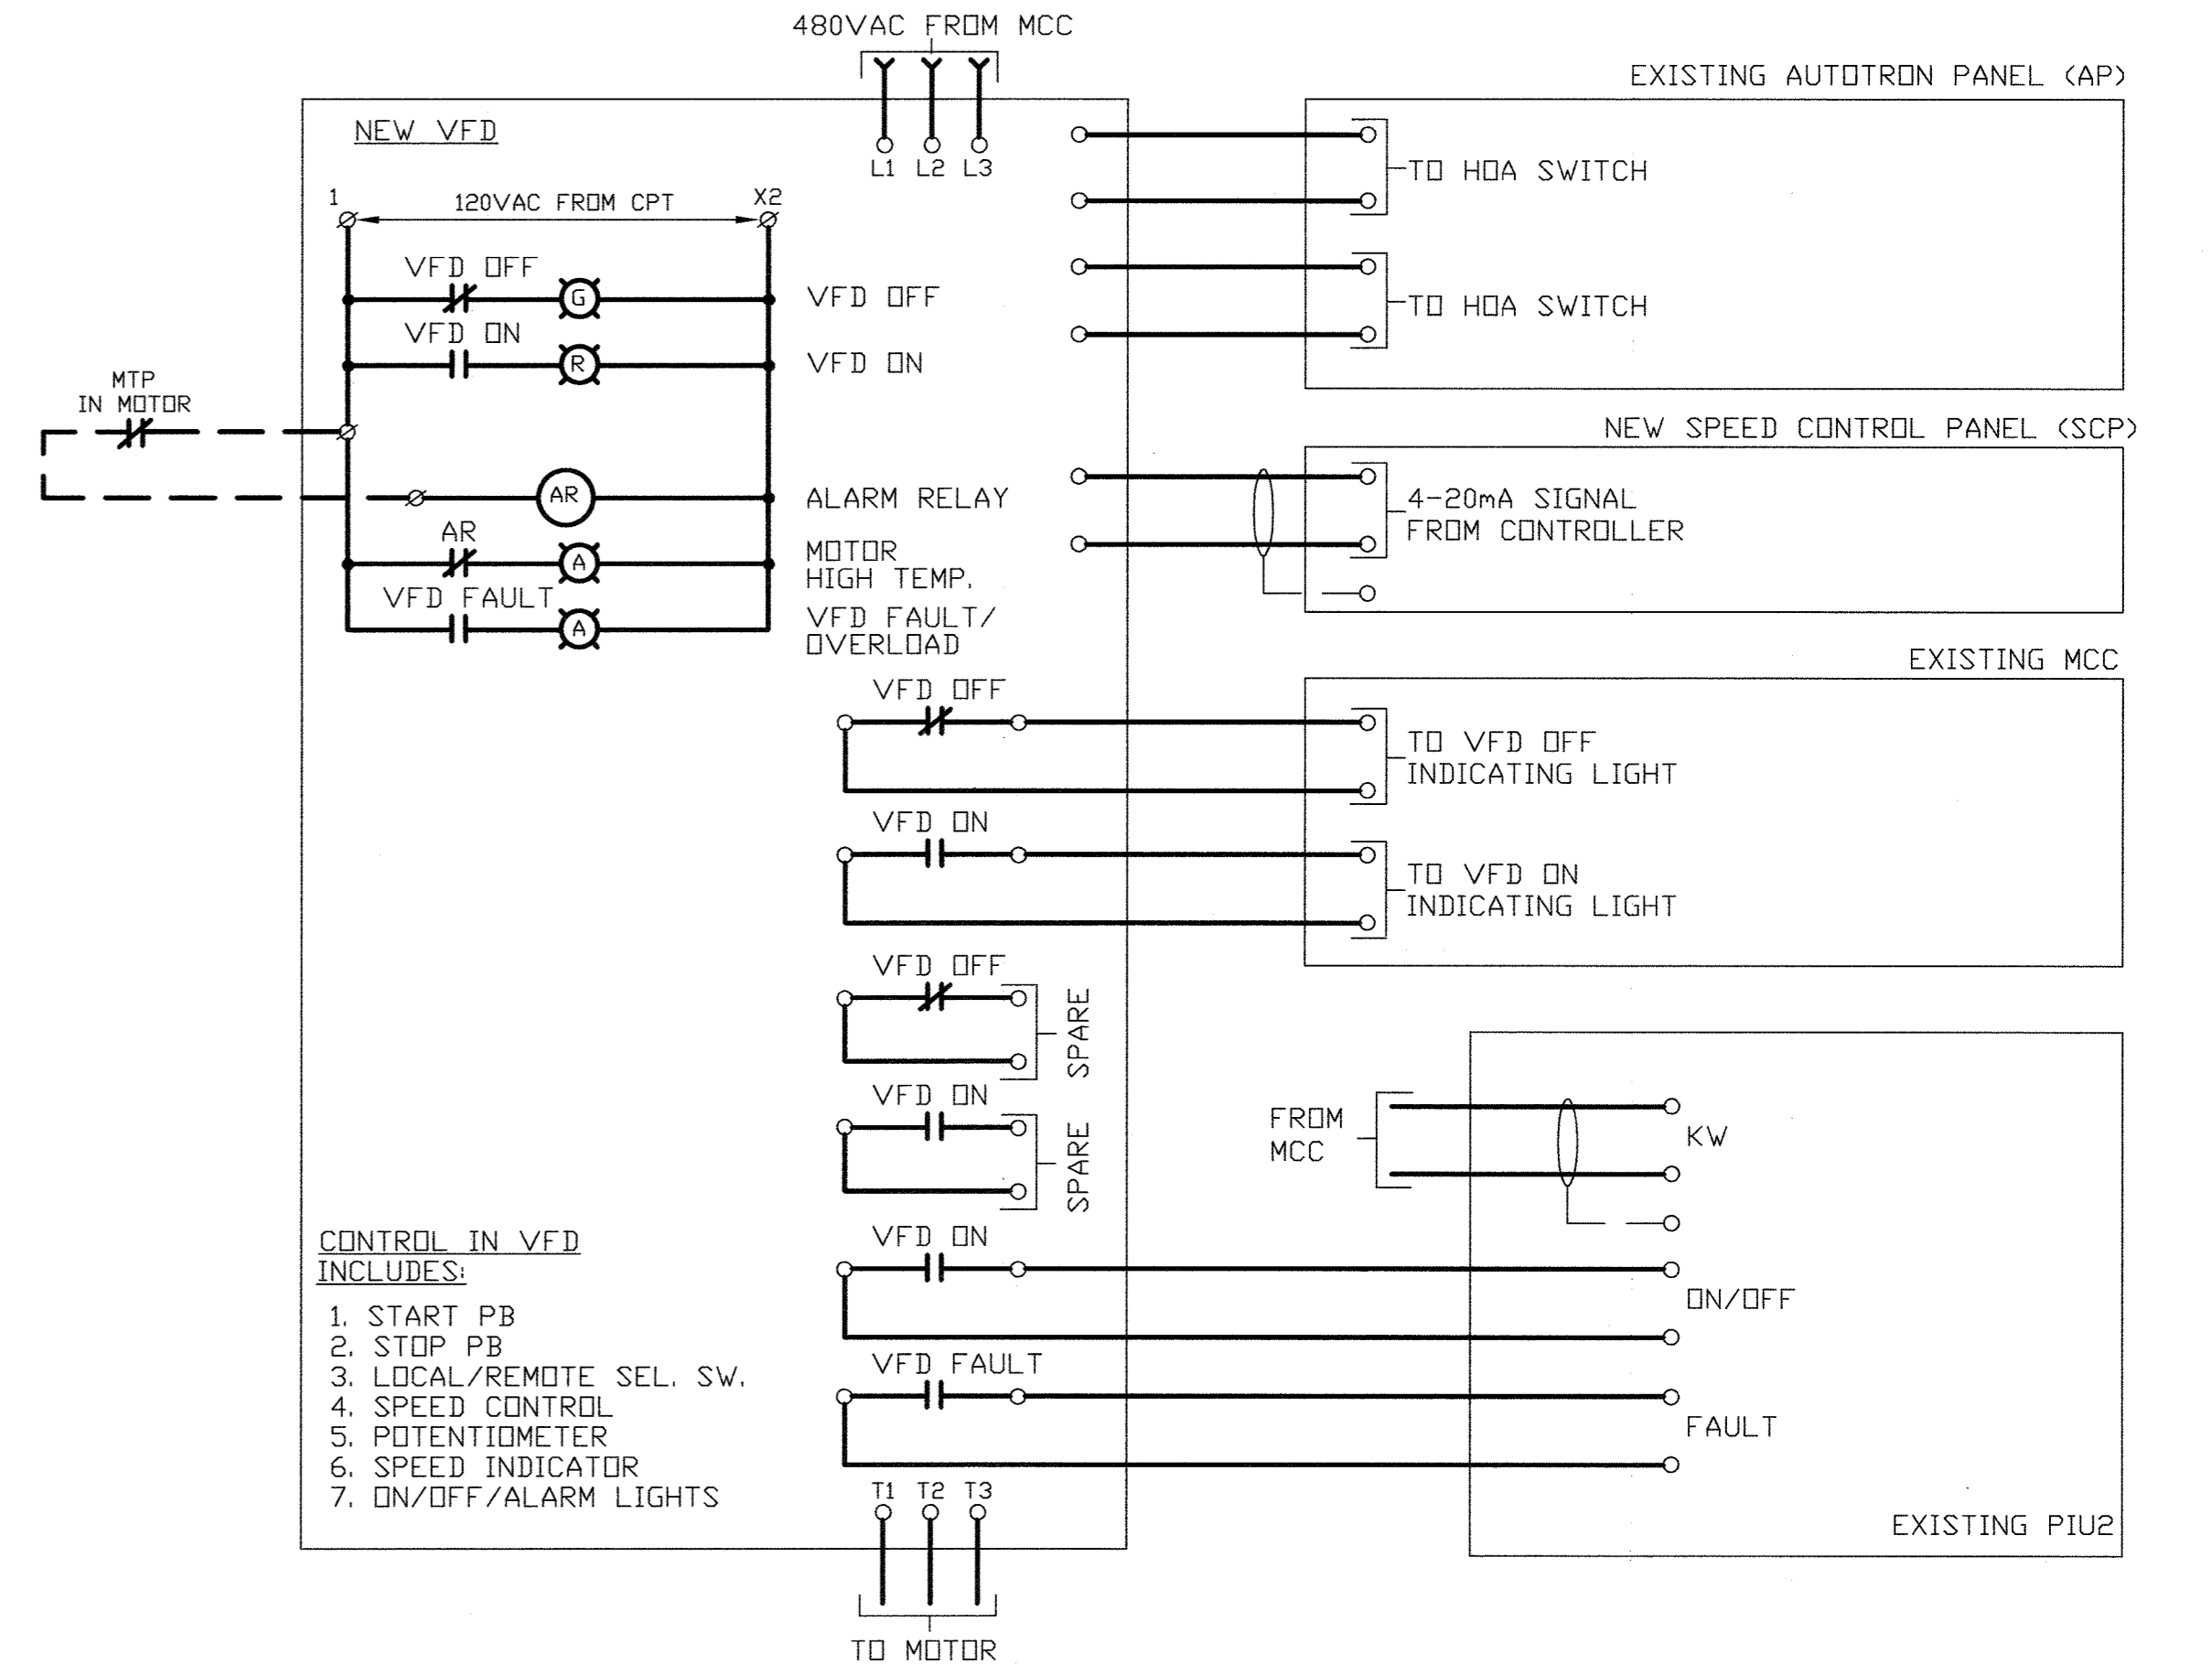 480VAC FROM MCC
L1 L2 L3
NEW VFD
1
120VAC FROM CPT
X2
VFD OFF
G
VFD OFF
VFD ON
R
VFD ON
MTP
IN MOTOR
AR
ALARM RELAY
AR
A
MOTOR
HIGH TEMP.
VFD FAULT
A
VFD FAULT/
OVERLOAD
EXISTING AUTOTRON PANEL (AP)
TO HOA SWITCH
TO HOA SWITCH
NEW SPEED CONTROL PANEL (SCP)
4-20mA SIGNAL
FROM CONTROLLER
EXISTING MCC
VFD OFF
TO VFD OFF
INDICATING LIGHT
VFD ON
TO VFD ON
INDICATING LIGHT
VFD OFF
SPARE
VFD ON
SPARE
FROM
MCC
KW
VFD ON
ON/OFF
VFD FAULT
FAULT
EXISTING PIU2
CONTROL IN VFD
INCLUDES:
1. START PB
2. STOP PB
3. LOCAL/REMOTE SEL. SW.
4. SPEED CONTROL
5. POTENTIOMETER
6. SPEED INDICATOR
7. ON/OFF/ALARM LIGHTS
T1 T2 T3
TO MOTOR